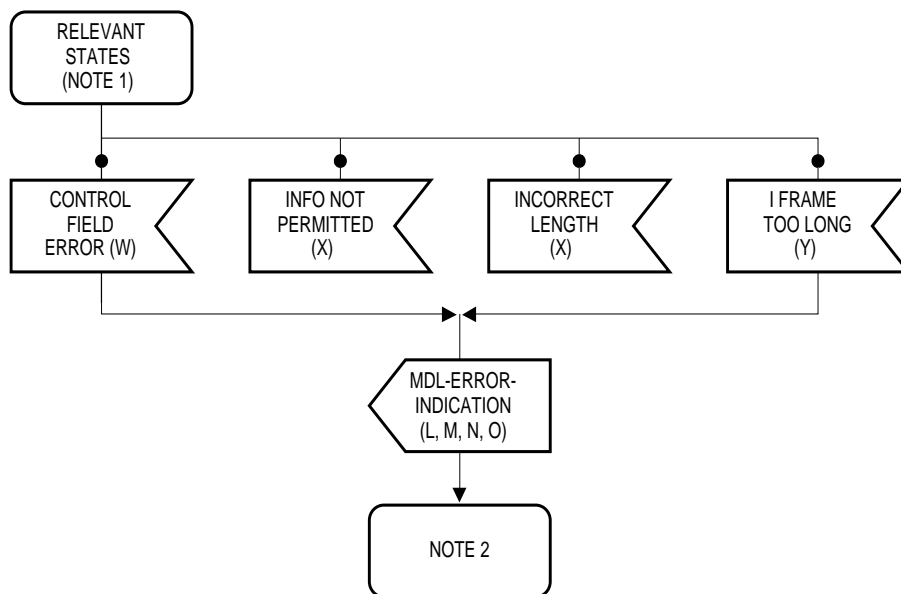 RELEVANT
STATES
(NOTE 1)
CONTROL
FIELD
ERROR (W)
INFO NOT
PERMITTED
(X)
INCORRECT
LENGTH
(X)
I FRAME
TOO LONG
(Y)
MDL-ERROR-
INDICATION
(L, M, N, O)
NOTE 2